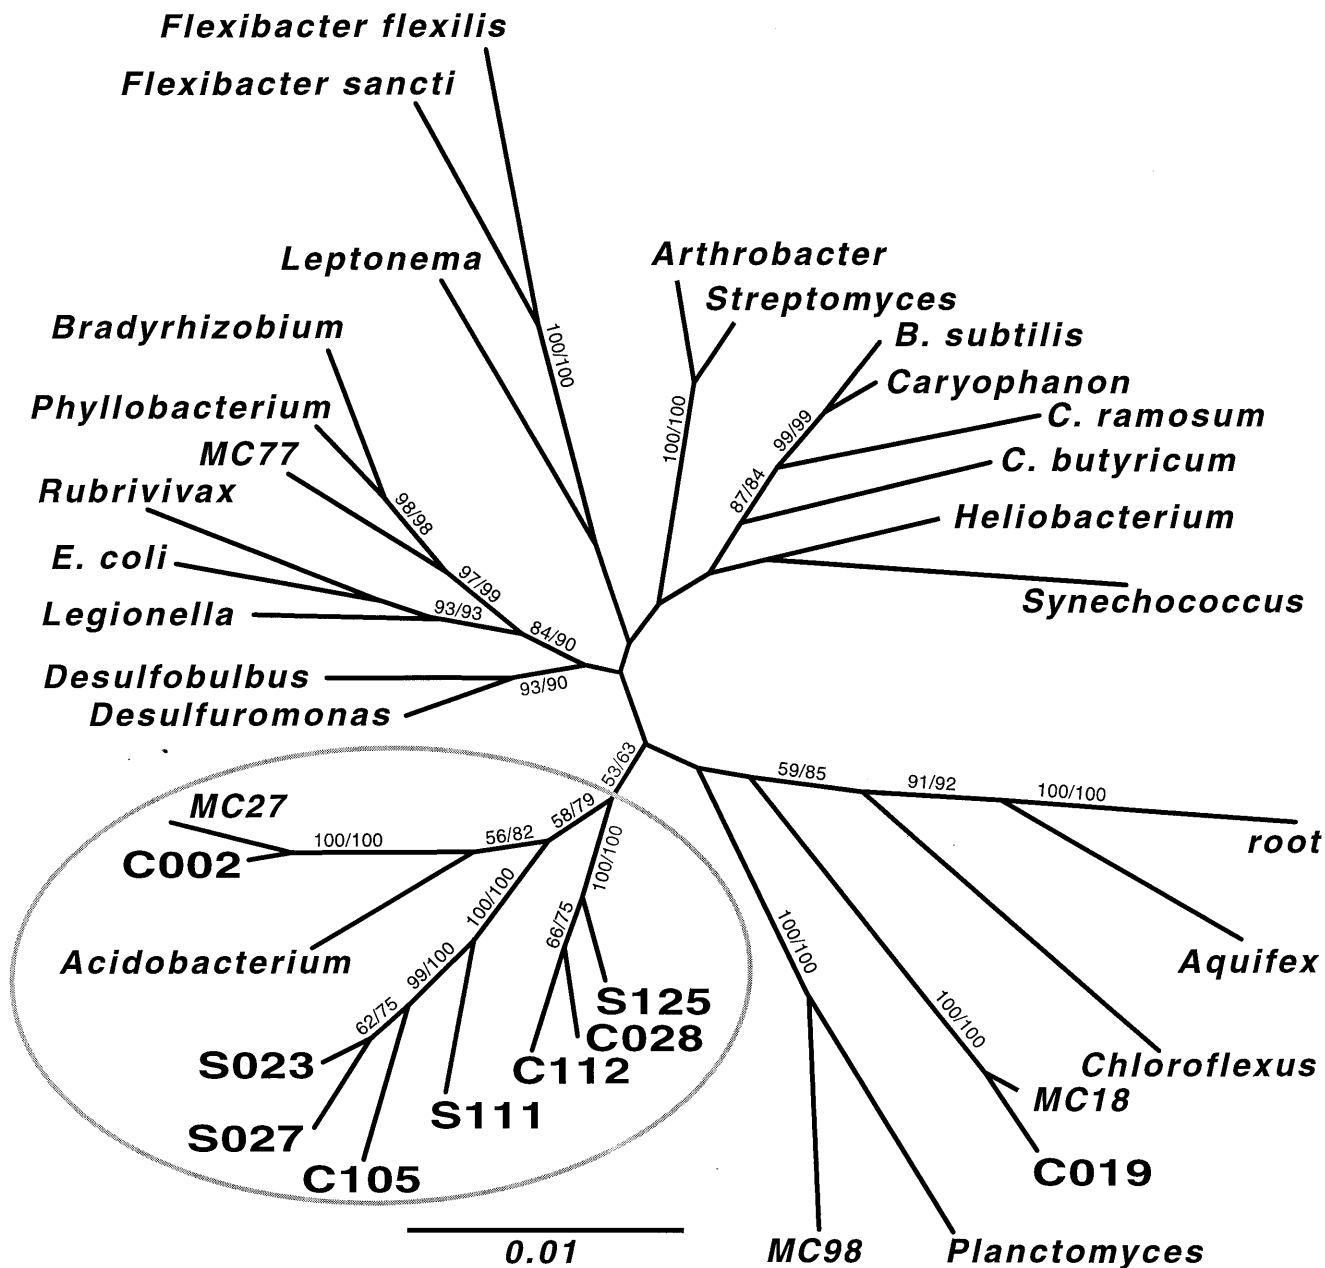 Flexibacter flexilis
Flexibacter sancti
Leptonema
Arthrobacter
Streptomyces
Bradyrhizobium
B. subtilis
100/100
Caryophanon
Phyllobacterium
C. ramosum
100/100
99/99
MC77
C. butyricum
Rubrivivax
87/84
98/98
Heliobacterium
E. coli
97/99
Synechococcus
Legionella
93/93
84/90
Desulfobulbus
93/90
Desulfuromonas
53/63
59/85
91/92
100/100
MC27
58/79
root
100/100
56/82
C002
100/100
100/100
66/75
100/100
Acidobacterium
99/100
Aquifex
S125
62/75
100/100
C028
S023
C112
Chloroflexus
MC18
S111
S027
C105
C019
0.01
MC98
Planctomyces